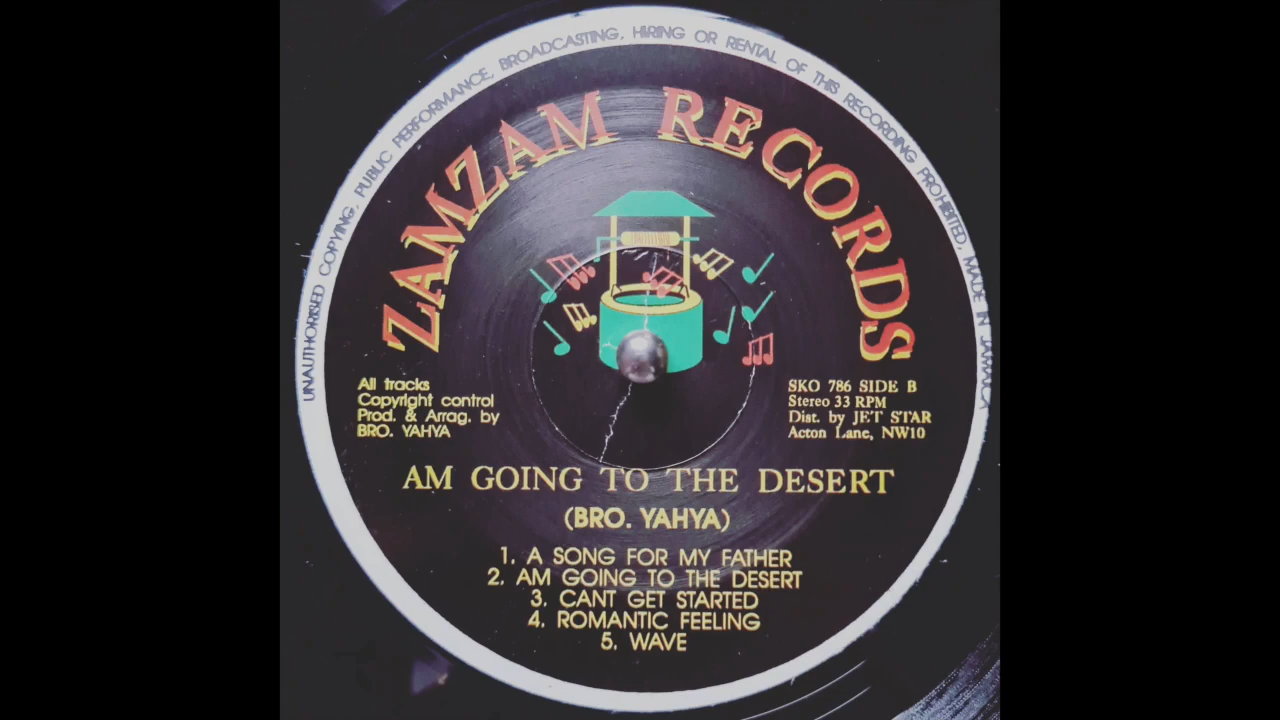 UNAUTHORISED COPYING, PUBLIC PERFORMANCE, BROADCASTING, HIRING OR RENTAL OF THIS RECORDING PROHIBITED, MADE IN JAMAICA
ZAMZAM RECORDS
All tracks
Copyright control
Prod. & Arrag. by
BRO. YAHYA
SKO 786 SIDE B
Stereo 33 RPM
Dist. by JET STAR
Acton Lane, NW10
AM GOING TO THE DESERT
(BRO. YAHYA)
1. A SONG FOR MY FATHER
2. AM GOING TO THE DESERT
3. CANT GET STARTED
4. ROMANTIC FEELING
5. WAVE